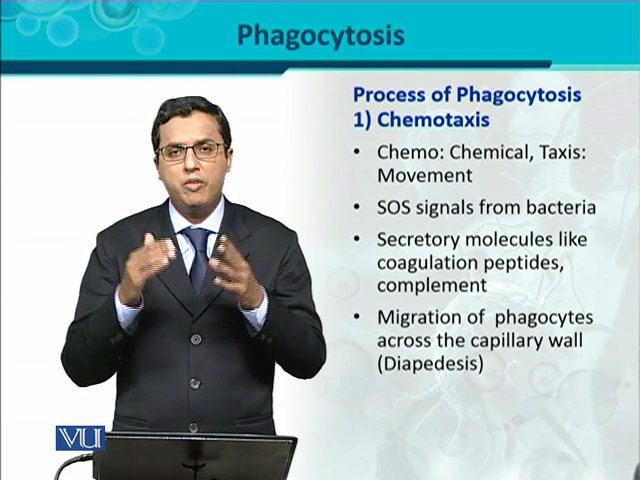 Phagocytosis
Process of Phagocytosis
1) Chemotaxis
• Chemo: Chemical, Taxis:
Movement
• SOS signals from bacteria
• Secretory molecules like
coagulation peptides,
complement
• Migration of phagocytes
across the capillary wall
(Diapedesis)
VU